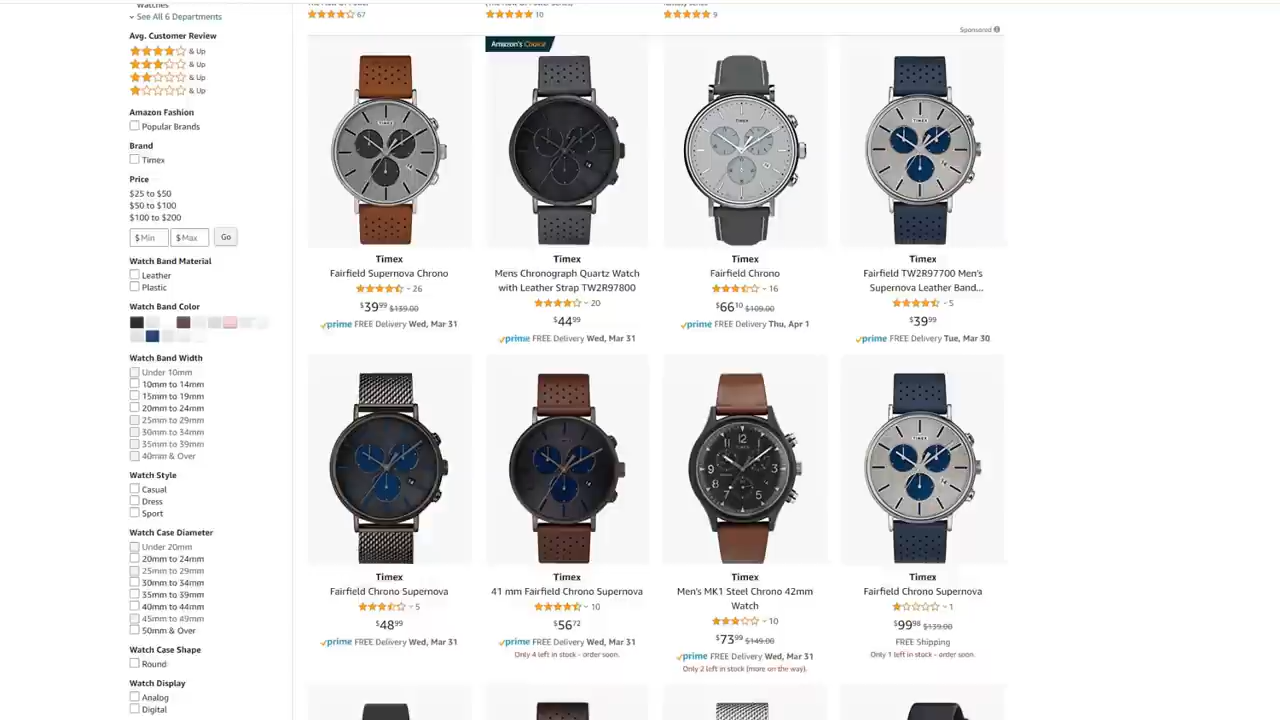 Watches
See All 6 Departments
Avg. Customer Review
& Up
& Up
& Up
& Up
Amazon Fashion
Popular Brands
Brand
Timex
Price
$25 to $50
$50 to $100
$100 to $200
$ Min $ Max Go
Watch Band Material
Leather
Plastic
Watch Band Color
Watch Band Width
Under 10mm
10mm to 14mm
15mm to 19mm
20mm to 24mm
25mm to 29mm
30mm to 34mm
35mm to 39mm
40mm & Over
Watch Style
Casual
Dress
Sport
Watch Case Diameter
Under 20mm
20mm to 24mm
25mm to 29mm
30mm to 34mm
35mm to 39mm
40mm to 44mm
45mm to 49mm
50mm & Over
Watch Case Shape
Round
Watch Display
Analog
Digital
67
10
9
Sponsored
Amazon's Choice
TIMEX
TIMEX
TIMEX
Timex
Fairfield Supernova Chrono
26
$39.99 $139.00
prime FREE Delivery Wed, Mar 31
Timex
Mens Chronograph Quartz Watch
with Leather Strap TW2R97800
20
$44.99
prime FREE Delivery Wed, Mar 31
Timex
Fairfield Chrono
16
$66.10 $109.00
prime FREE Delivery Thu, Apr 1
Timex
Fairfield TW2R97700 Men's
Supernova Leather Band...
5
$39.99
prime FREE Delivery Tue, Mar 30
TIMEX
TIMEX
Timex
Fairfield Chrono Supernova
5
$48.99
prime FREE Delivery Wed, Mar 31
Timex
41 mm Fairfield Chrono Supernova
10
$56.72
prime FREE Delivery Wed, Mar 31
Only 4 left in stock - order soon.
Timex
Men's MK1 Steel Chrono 42mm
Watch
10
$73.99 $149.00
prime FREE Delivery Wed, Mar 31
Only 2 left in stock (more on the way).
Timex
Fairfield Chrono Supernova
1
$99.98 $139.00
FREE Shipping
Only 1 left in stock - order soon.